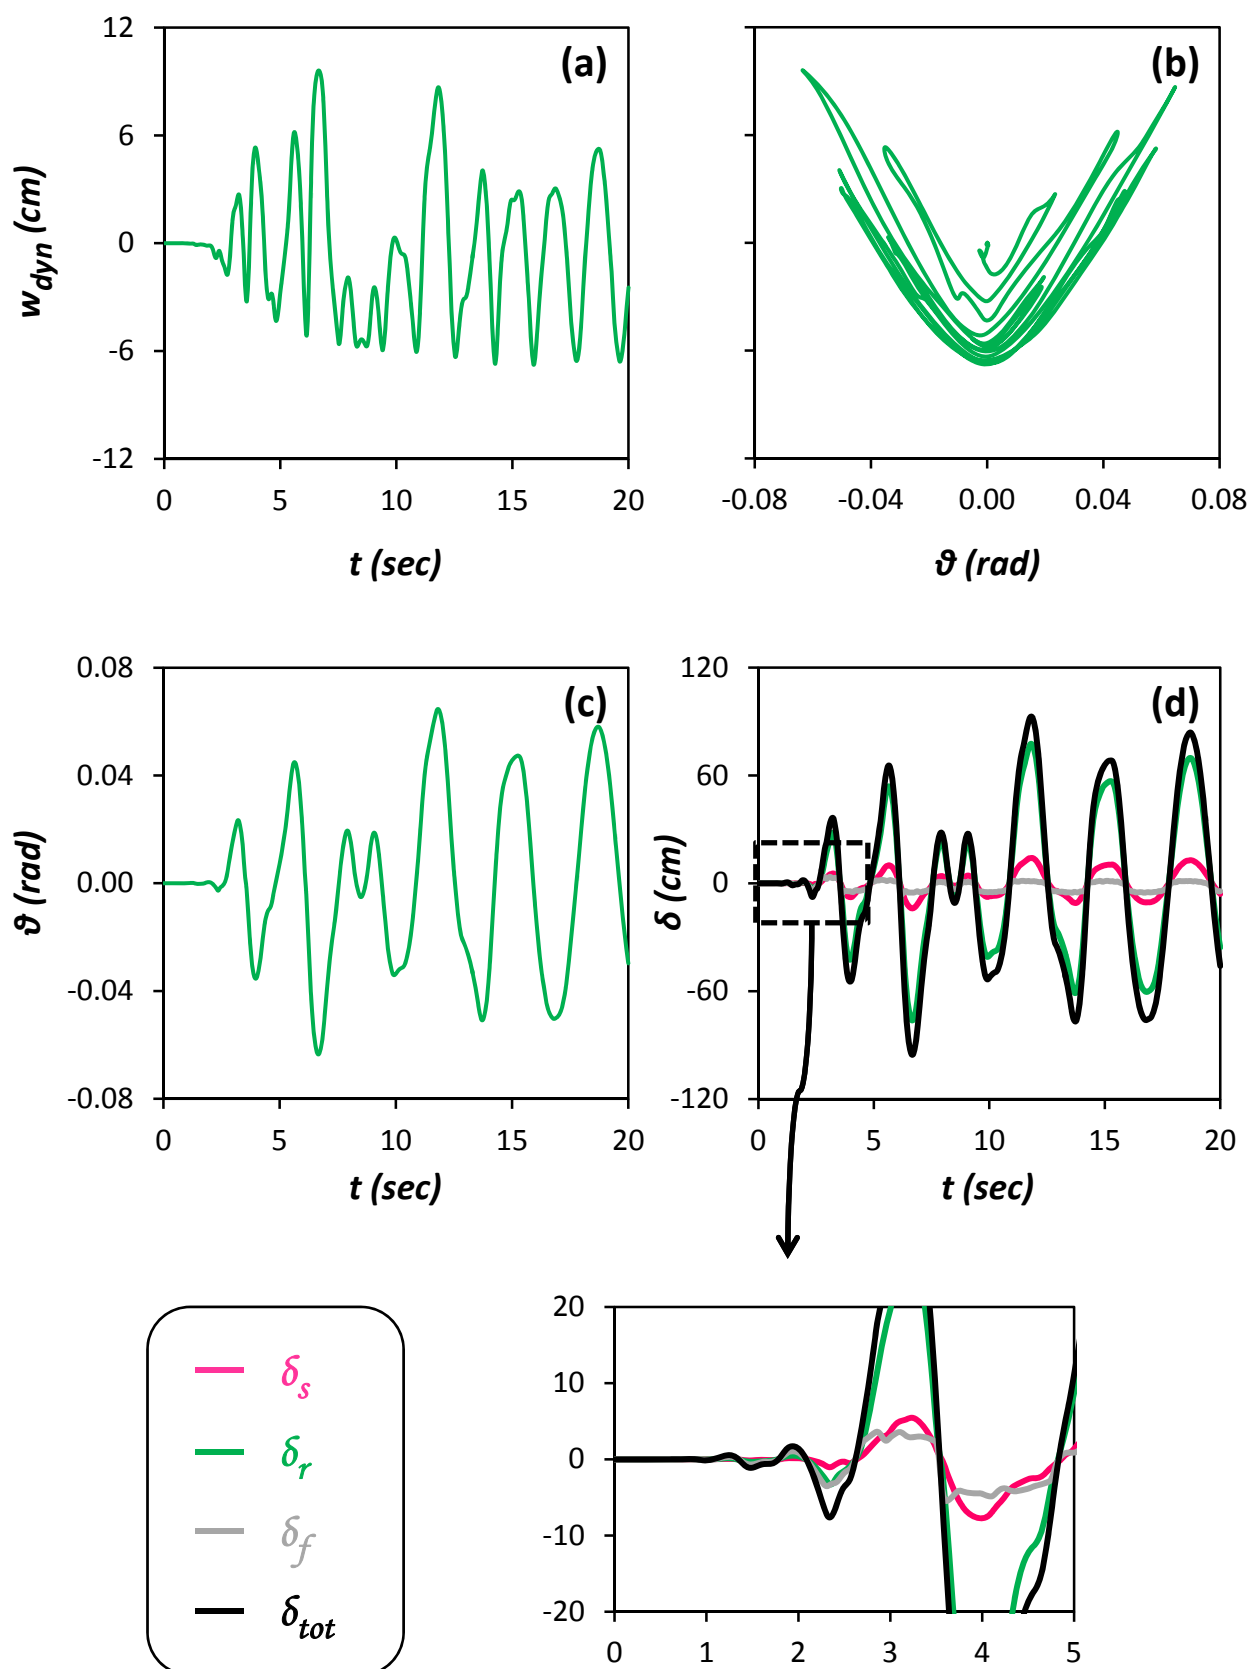 12
6
0
-6
-12
w_dyn (cm)
(a)
0 5 10 15 20
t (sec)
(b)
-0.08 -0.04 0.00 0.04 0.08
ϑ (rad)
0.08
0.04
0.00
-0.04
-0.08
ϑ (rad)
(c)
0 5 10 15 20
t (sec)
120
60
0
-60
-120
δ (cm)
(d)
0 5 10 15 20
t (sec)
δ_s
δ_r
δ_f
δ_tot
20
10
0
-10
-20
0 1 2 3 4 5